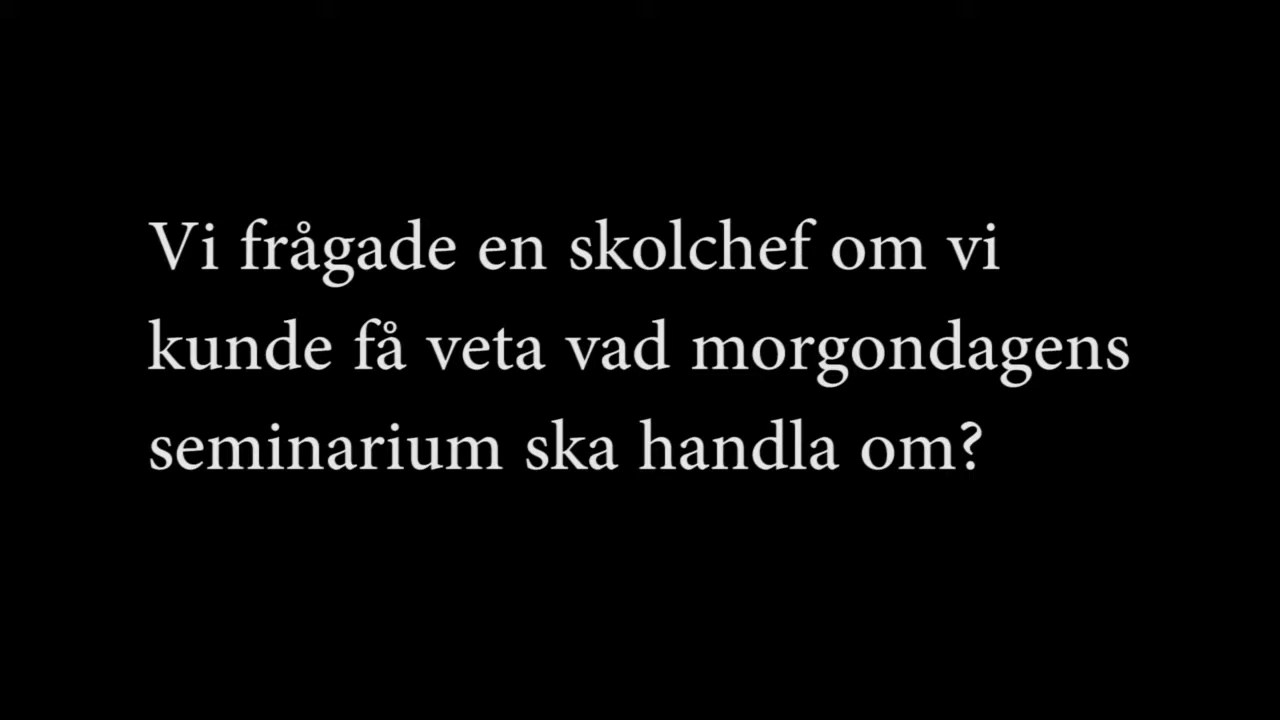 Vi frågade en skolchef om vi
kunde få veta vad morgondagens
seminarium ska handla om?